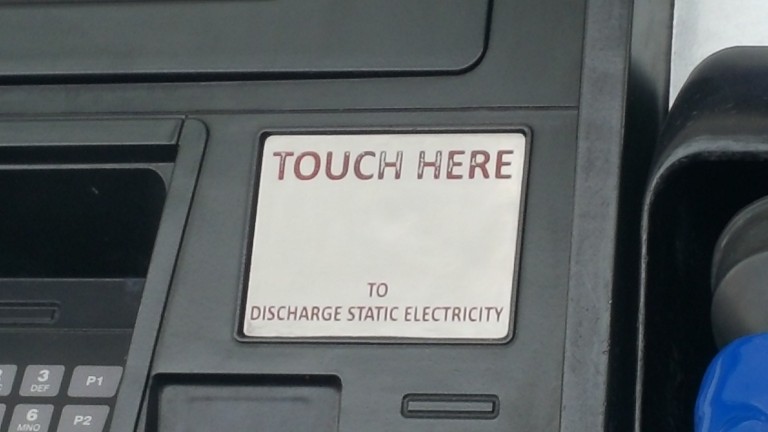 TOUCH HERE
TO
DISCHARGE STATIC ELECTRICITY
3 P1
DEF
6 P2
MNO